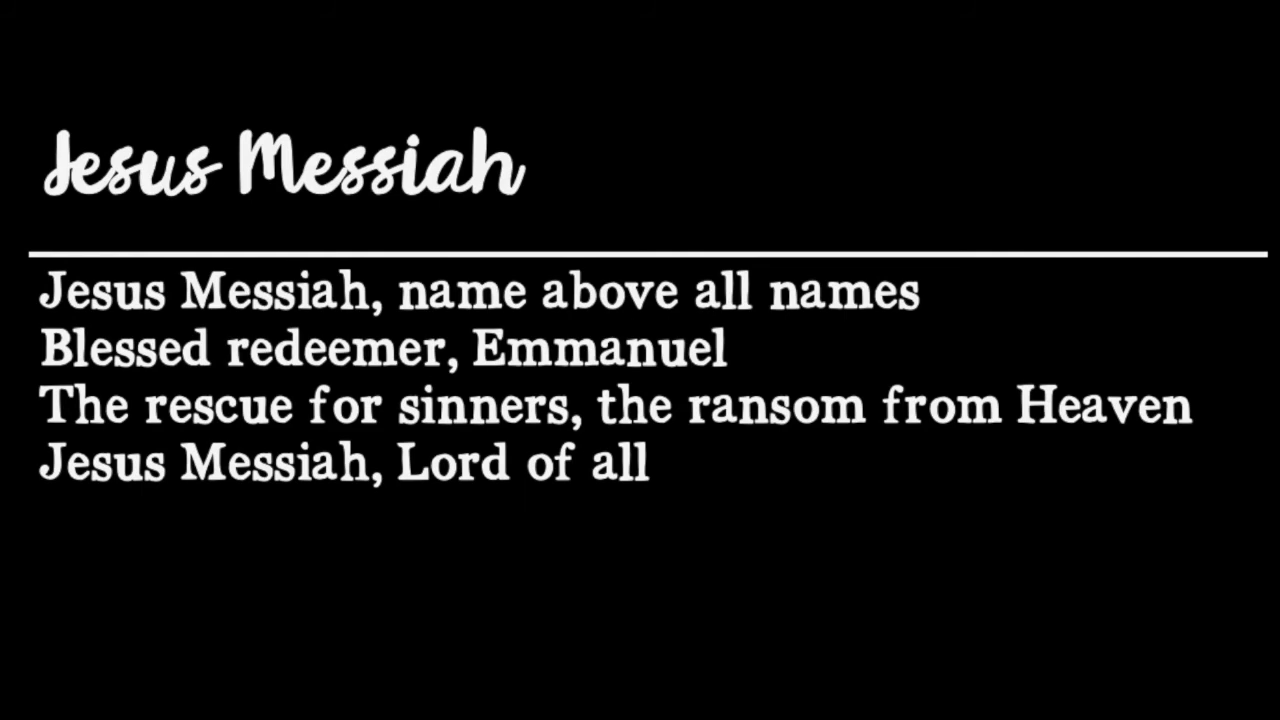 Jesus Messiah
Jesus Messiah, name above all names
Blessed redeemer, Emmanuel
The rescue for sinners, the ransom from Heaven
Jesus Messiah, Lord of all